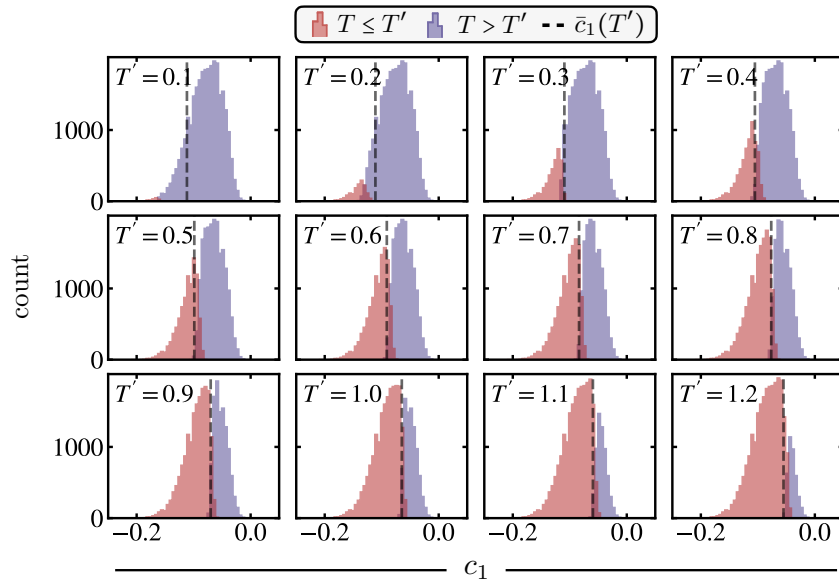 T ≤ T′ T > T′ c̄₁(T′)
T′ = 0.1 T′ = 0.2 T′ = 0.3 T′ = 0.4
1000
0
T′ = 0.5 T′ = 0.6 T′ = 0.7 T′ = 0.8
1000
0
count
T′ = 0.9 T′ = 1.0 T′ = 1.1 T′ = 1.2
1000
0
−0.2 0.0 −0.2 0.0 −0.2 0.0 −0.2 0.0
c₁